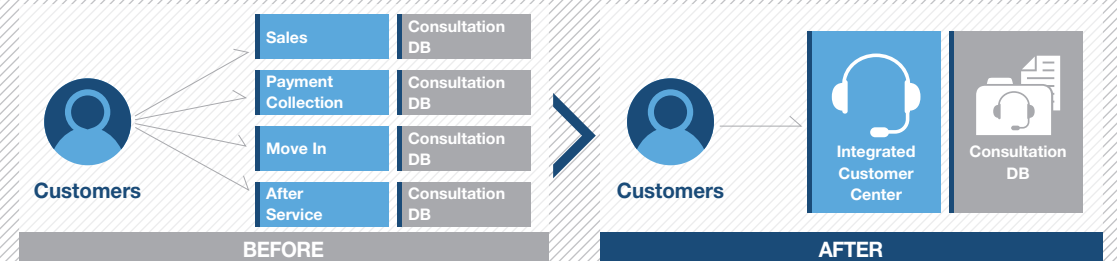 Customers
Sales
Consultation
DB
Payment
Collection
Consultation
DB
Move In
Consultation
DB
After
Service
Consultation
DB
BEFORE
Customers
Integrated
Customer
Center
Consultation
DB
AFTER